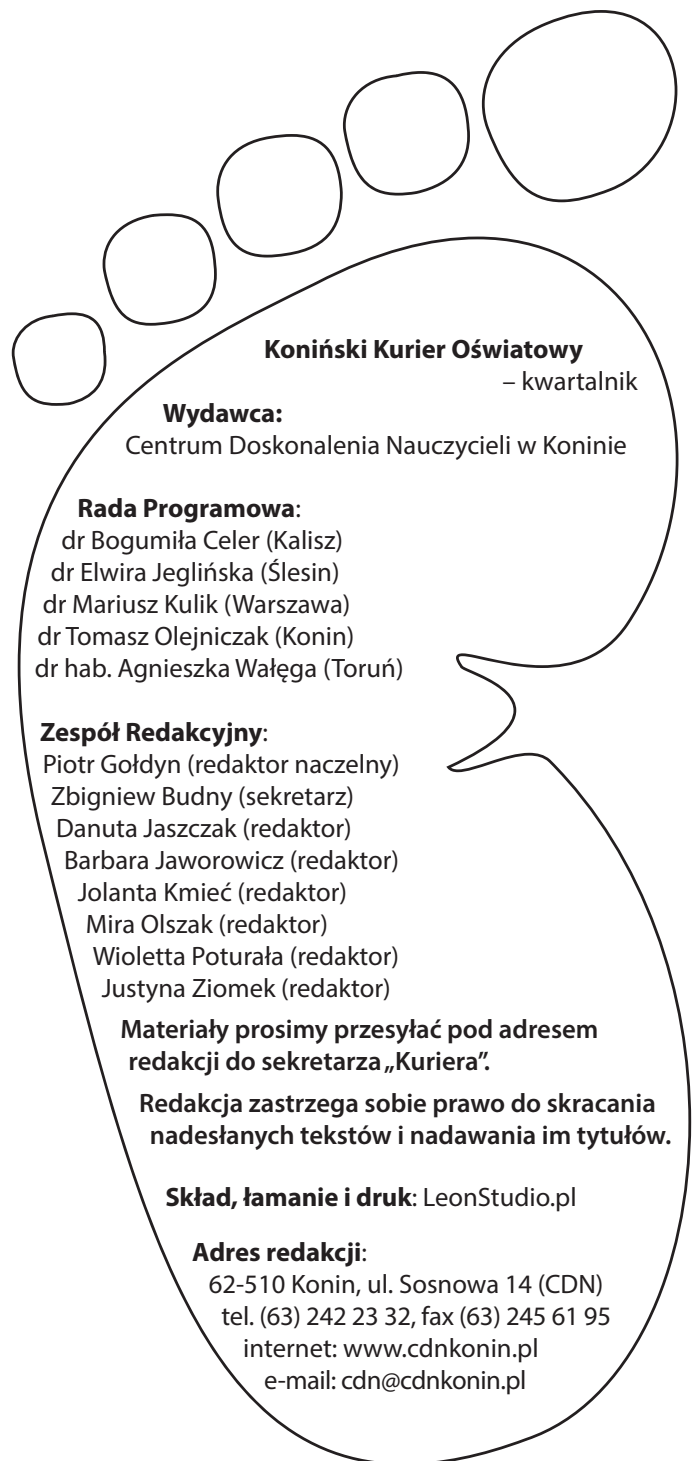 Koniński Kurier Oświatowy
– kwartalnik
Wydawca:
Centrum Doskonalenia Nauczycieli w Koninie
Rada Programowa:
dr Bogumiła Celer (Kalisz)
dr Elwira Jeglińska (Ślesin)
dr Mariusz Kulik (Warszawa)
dr Tomasz Olejniczak (Konin)
dr hab. Agnieszka Wałęga (Toruń)
Zespół Redakcyjny:
Piotr Gołdyn (redaktor naczelny)
Zbigniew Budny (sekretarz)
Danuta Jaszczak (redaktor)
Barbara Jaworowicz (redaktor)
Jolanta Kmieć (redaktor)
Mira Olszak (redaktor)
Wioletta Poturała (redaktor)
Justyna Ziomek (redaktor)
Materiały prosimy przesyłać pod adresem
redakcji do sekretarza „Kuriera”.
Redakcja zastrzega sobie prawo do skracania
nadesłanych tekstów i nadawania im tytułów.
Skład, łamanie i druk: LeonStudio.pl
Adres redakcji:
62-510 Konin, ul. Sosnowa 14 (CDN)
tel. (63) 242 23 32, fax (63) 245 61 95
internet: www.cdnkonin.pl
e-mail: cdn@cdnkonin.pl